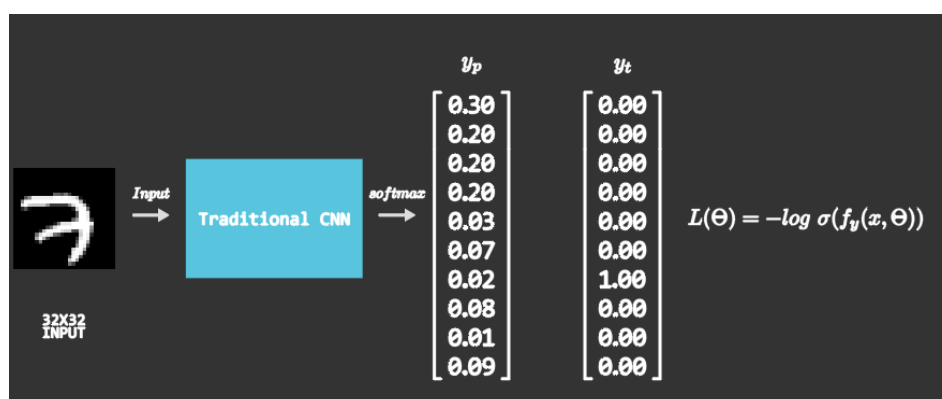 y_p
y_t
0.30
0.20
0.20
0.20
0.03
0.07
0.02
0.08
0.01
0.09
0.00
0.00
0.00
0.00
0.00
0.00
1.00
0.00
0.00
0.00
Input
Traditional CNN
softmax
L(Θ) = −log σ(f_y(x, Θ))
32X32
INPUT